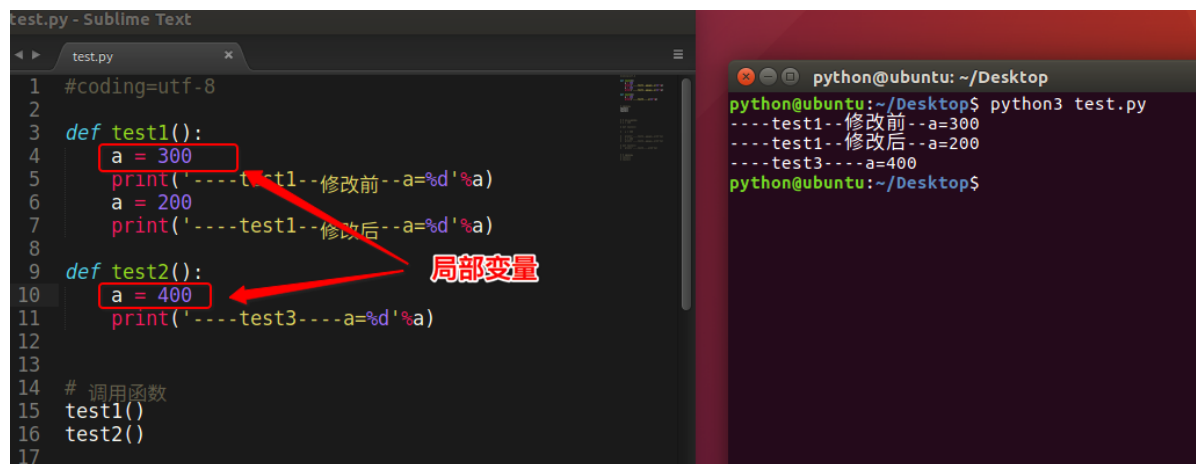 test.py - Sublime Text
test.py
1 #coding=utf-8
2
3 def test1():
4 a = 300
5 print('----test1--修改前--a=%d'%a)
6 a = 200
7 print('----test1--修改后--a=%d'%a)
8
9 def test2():
10 a = 400
11 print('----test3----a=%d'%a)
12
13
14 # 调用函数
15 test1()
16 test2()
17
局部变量
python@ubuntu: ~/Desktop
python@ubuntu:~/Desktop$ python3 test.py
----test1--修改前--a=300
----test1--修改后--a=200
----test3----a=400
python@ubuntu:~/Desktop$